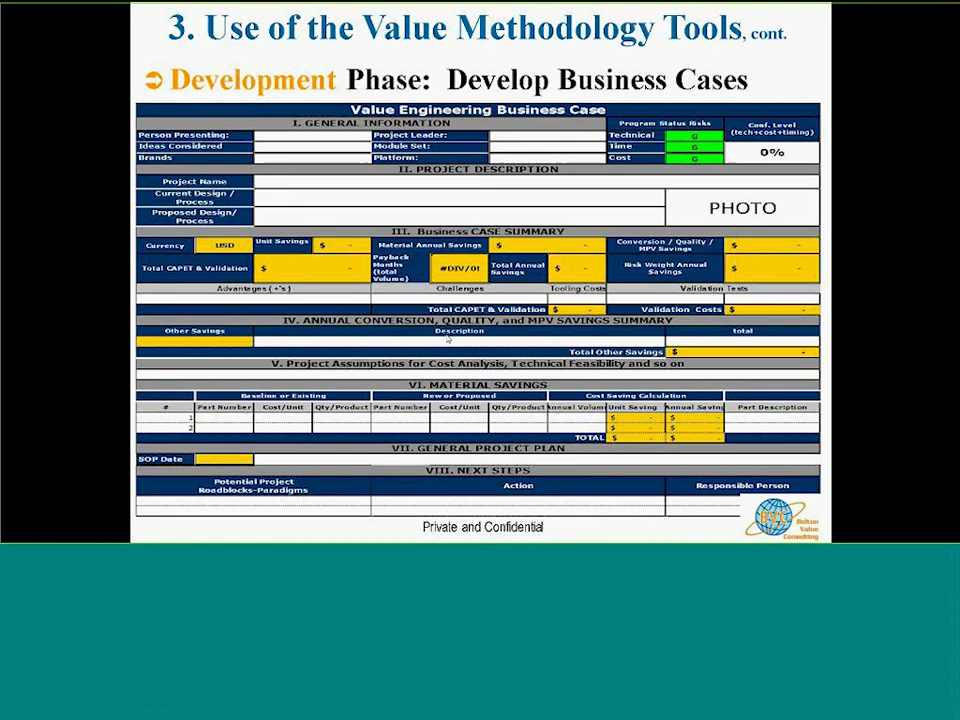 3. Use of the Value Methodology Tools, cont.
Development Phase: Develop Business Cases
Value Engineering Business Case
I. GENERAL INFORMATION Program Status Risks Conf. Level (tech+cost+timing)
Person Presenting: Project Leader: Technical G
Ideas Considered Module Set: Time G 0%
Brands Platform: Cost G
II. PROJECT DESCRIPTION
Project Name
Current Design / Process
Proposed Design/ Process PHOTO
III. Business CASE SUMMARY
Currency USD Unit Savings $ - Material Annual Savings $ - Conversion / Quality / MPV Savings $ -
Total CAPET & Validation $ - Payback Months (total Volume) #DIV/0! Total Annual Savings $ - Risk Weight Annual Savings $ -
Advantages (+'s) Challenges Tooling Costs Validation Tests
Total CAPET & Validation $ - Validation Costs $ -
IV. ANNUAL CONVERSION, QUALITY, and MPV SAVINGS SUMMARY
Other Savings Description total
Total Other Savings $ -
V. Project Assumptions for Cost Analysis, Technical Feasibility and so on
VI. MATERIAL SAVINGS
Baseline or Existing New or Proposed Cost Saving Calculation
# Part Number Cost/Unit Qty/Product Part Number Cost/Unit Qty/Product Annual Volum Unit Saving Annual Saving Part Description
1 $ - $ -
2 $ - $ -
TOTAL $ - $ -
VII. GENERAL PROJECT PLAN
SOP Date
VIII. NEXT STEPS
Potential Project Roadblocks-Paradigms Action Responsible Person
Private and Confidential
BVC Bolton Value Consulting